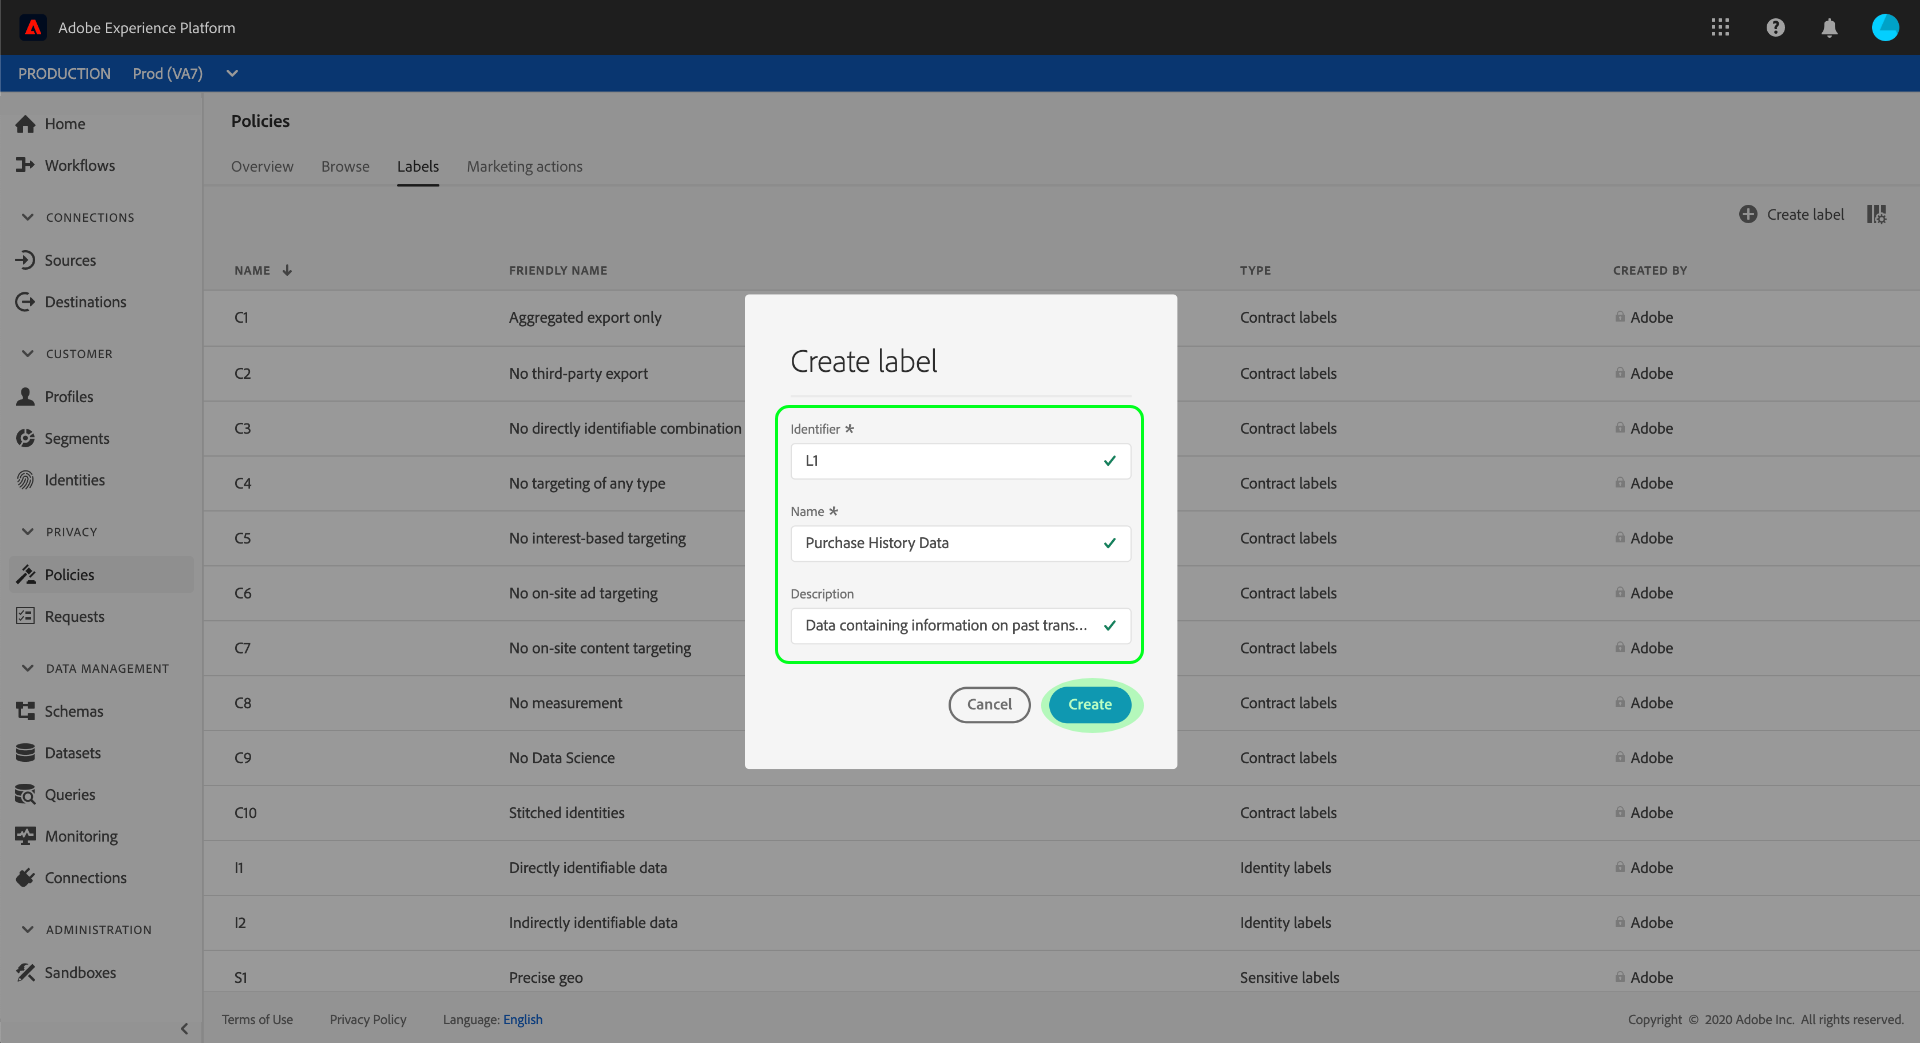 Adobe Experience Platform
PRODUCTION Prod (VA7)
Home
Workflows
CONNECTIONS
Sources
Destinations
CUSTOMER
Profiles
Segments
Identities
PRIVACY
Policies
Requests
DATA MANAGEMENT
Schemas
Datasets
Queries
Monitoring
Connections
ADMINISTRATION
Sandboxes
Policies
Overview Browse Labels Marketing actions
Create label
NAME FRIENDLY NAME TYPE CREATED BY
C1 Aggregated export only Contract labels Adobe
C2 No third-party export Contract labels Adobe
C3 No directly identifiable combination Contract labels Adobe
C4 No targeting of any type Contract labels Adobe
C5 No interest-based targeting Contract labels Adobe
C6 No on-site ad targeting Contract labels Adobe
C7 No on-site content targeting Contract labels Adobe
C8 No measurement Contract labels Adobe
C9 No Data Science Contract labels Adobe
C10 Stitched identities Contract labels Adobe
I1 Directly identifiable data Identity labels Adobe
I2 Indirectly identifiable data Identity labels Adobe
S1 Precise geo Sensitive labels Adobe
Create label
Identifier *
L1
Name *
Purchase History Data
Description
Data containing information on past trans...
Cancel Create
Terms of Use Privacy Policy Language: English Copyright © 2020 Adobe Inc. All rights reserved.